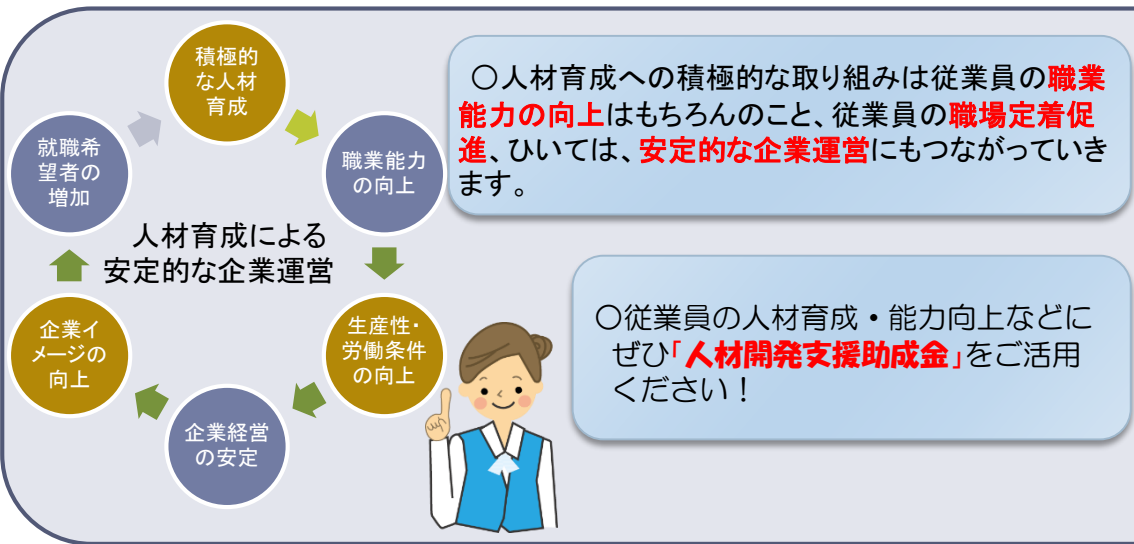 積極的
な人材
育成
職業能力
の向上
生産性・
労働条件
の向上
企業経営
の安定
企業イ
メージの
向上
就職希
望者の
増加
人材育成による
安定的な企業運営
○人材育成への積極的な取り組みは従業員の職業
能力の向上はもちろんのこと、従業員の職場定着促
進、ひいては、安定的な企業運営にもつながっていき
ます。
○従業員の人材育成・能力向上などに
ぜひ「人材開発支援助成金」をご活用
ください！